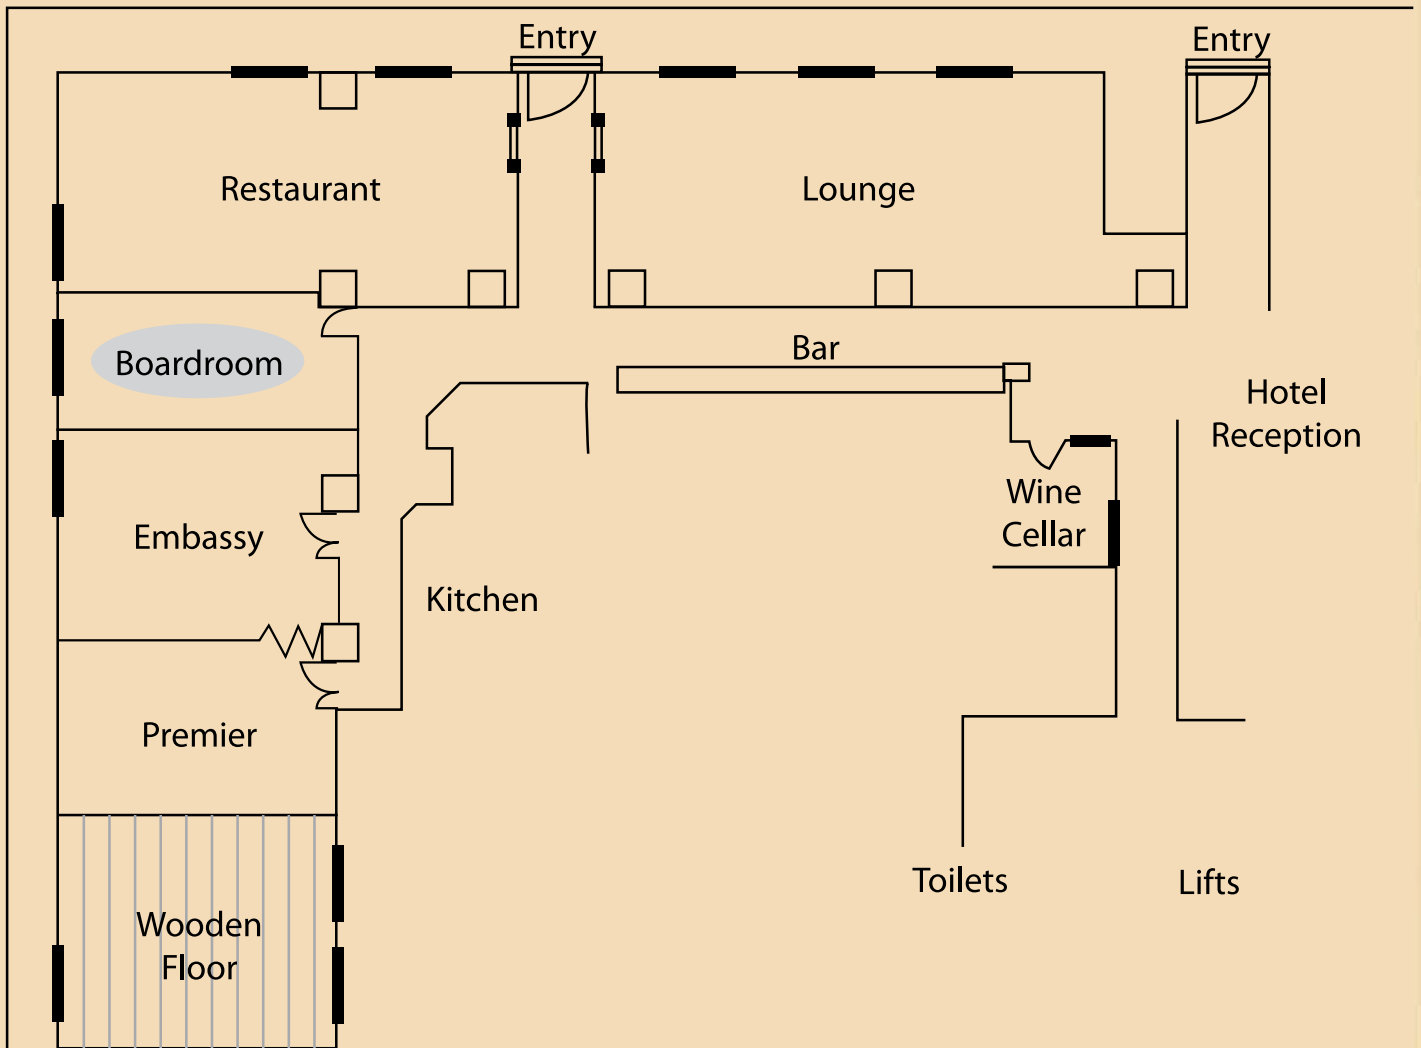 Entry
Entry
Restaurant
Lounge
Bar
Boardroom
Hotel
Reception
Wine
Cellar
Embassy
Kitchen
Premier
Toilets
Lifts
Wooden
Floor